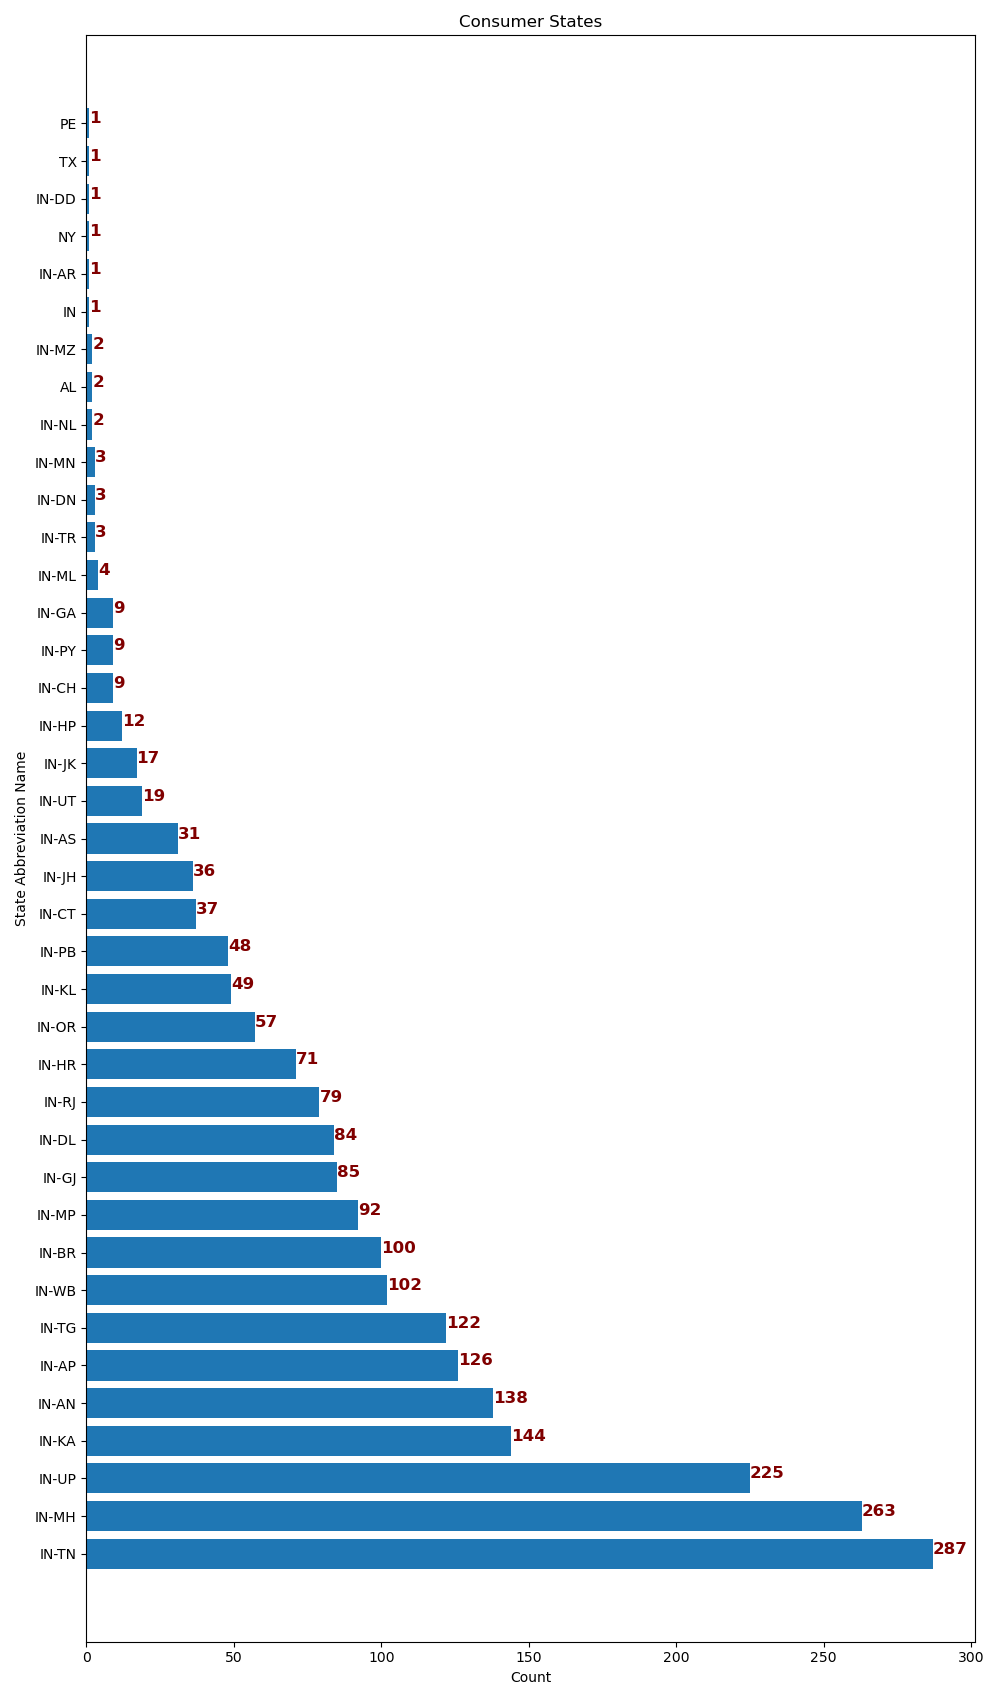 Consumer States
PE 1
TX 1
IN-DD 1
NY 1
IN-AR 1
IN 1
IN-MZ 2
AL 2
IN-NL 2
IN-MN 3
IN-DN 3
IN-TR 3
IN-ML 4
IN-GA 9
IN-PY 9
IN-CH 9
IN-HP 12
IN-JK 17
IN-UT 19
IN-AS 31
IN-JH 36
IN-CT 37
IN-PB 48
IN-KL 49
IN-OR 57
IN-HR 71
IN-RJ 79
IN-DL 84
IN-GJ 85
IN-MP 92
IN-BR 100
IN-WB 102
IN-TG 122
IN-AP 126
IN-AN 138
IN-KA 144
IN-UP 225
IN-MH 263
IN-TN 287
State Abbreviation Name
0 50 100 150 200 250 300
Count